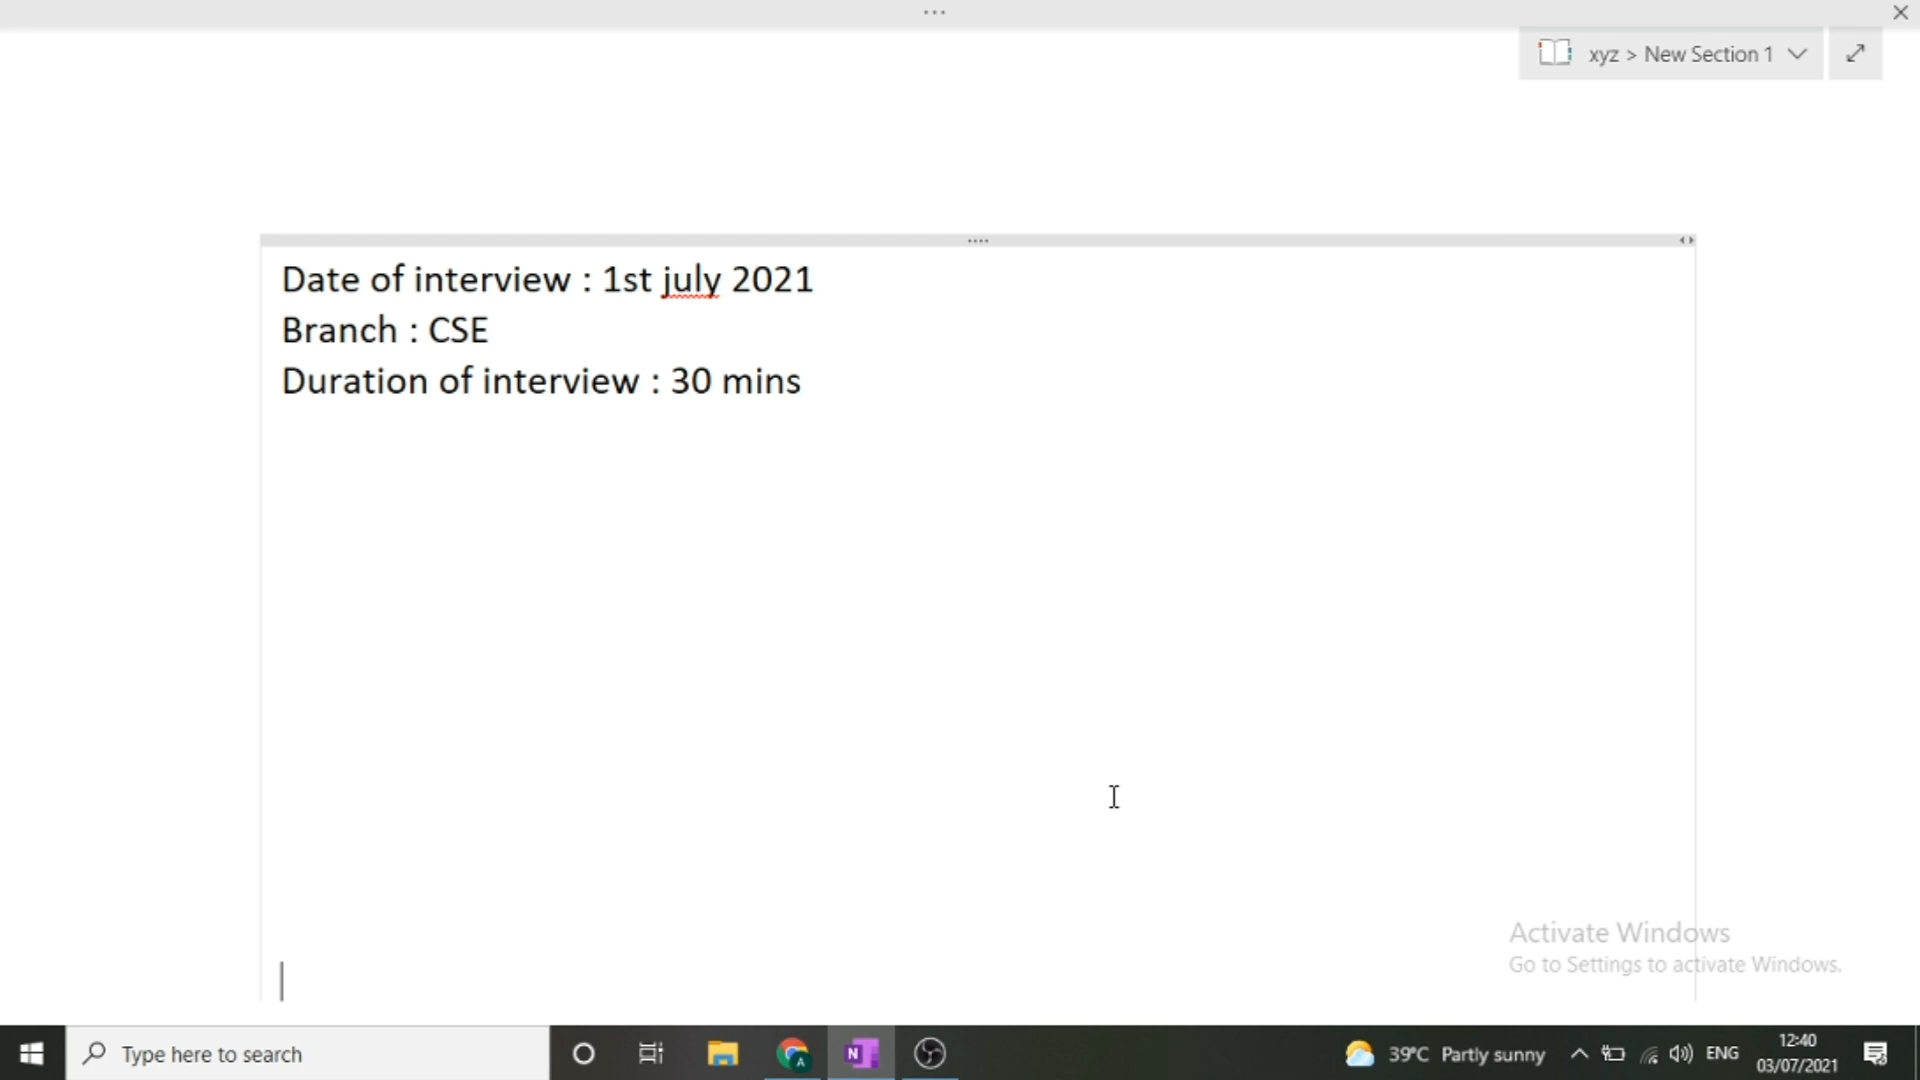 xyz > New Section 1
Date of interview : 1st july 2021
Branch : CSE
Duration of interview : 30 mins
Activate Windows
Go to Settings to activate Windows.
Type here to search
A
N
39°C Partly sunny
ENG
12:40
03/07/2021